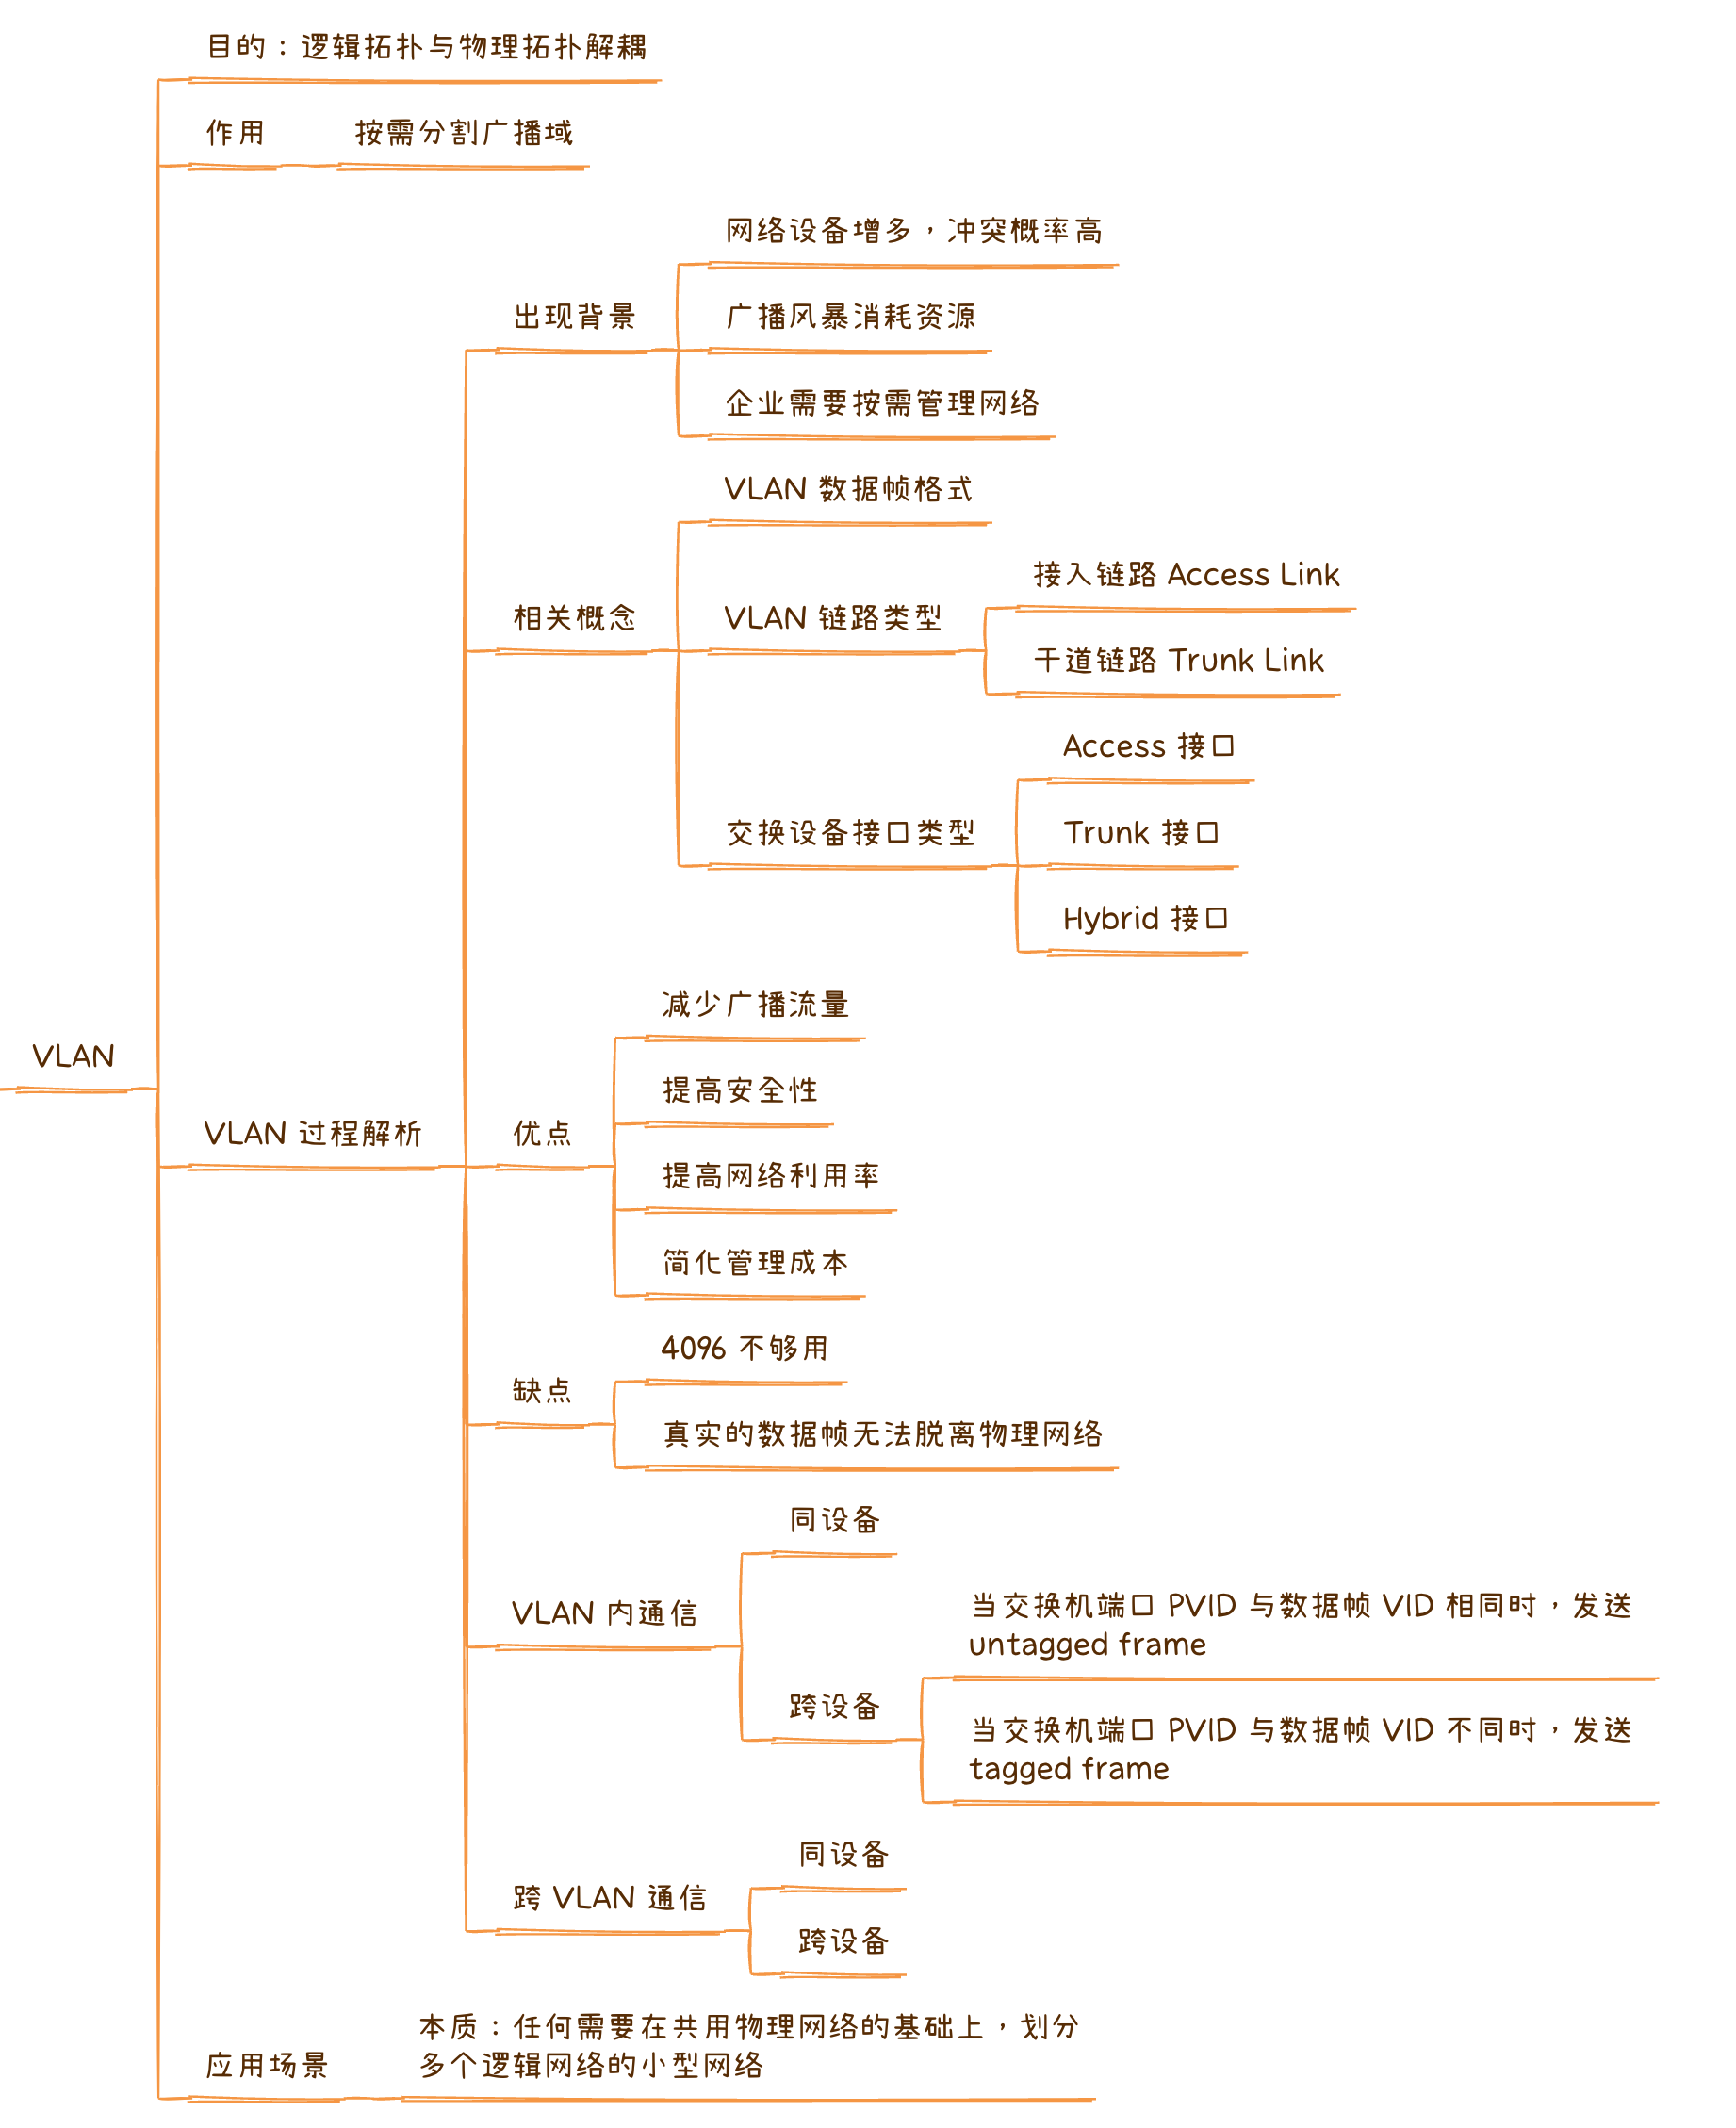 目的：逻辑拓扑与物理拓扑解耦
作用
按需分割广播域
网络设备增多，冲突概率高
出现背景
广播风暴消耗资源
企业需要按需管理网络
VLAN 数据帧格式
接入链路 Access Link
相关概念
VLAN 链路类型
干道链路 Trunk Link
Access 接口
交换设备接口类型
Trunk 接口
Hybrid 接口
减少广播流量
VLAN
提高安全性
VLAN 过程解析
优点
提高网络利用率
简化管理成本
4096 不够用
缺点
真实的数据帧无法脱离物理网络
同设备
VLAN 内通信
当交换机端口 PVID 与数据帧 VID 相同时，发送
untagged frame
跨设备
当交换机端口 PVID 与数据帧 VID 不同时，发送
tagged frame
同设备
跨 VLAN 通信
跨设备
应用场景
本质：任何需要在共用物理网络的基础上，划分
多个逻辑网络的小型网络